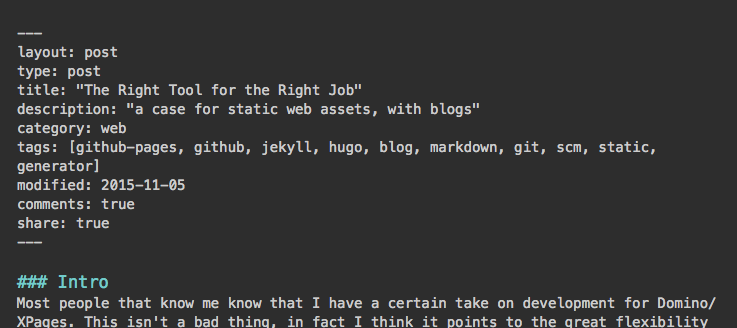 ---
layout: post
type: post
title: "The Right Tool for the Right Job"
description: "a case for static web assets, with blogs"
category: web
tags: [github-pages, github, jekyll, hugo, blog, markdown, git, scm, static,
generator]
modified: 2015-11-05
comments: true
share: true
---
### Intro
Most people that know me know that I have a certain take on development for Domino/
XPages. This isn't a bad thing, in fact I think it points to the great flexibility